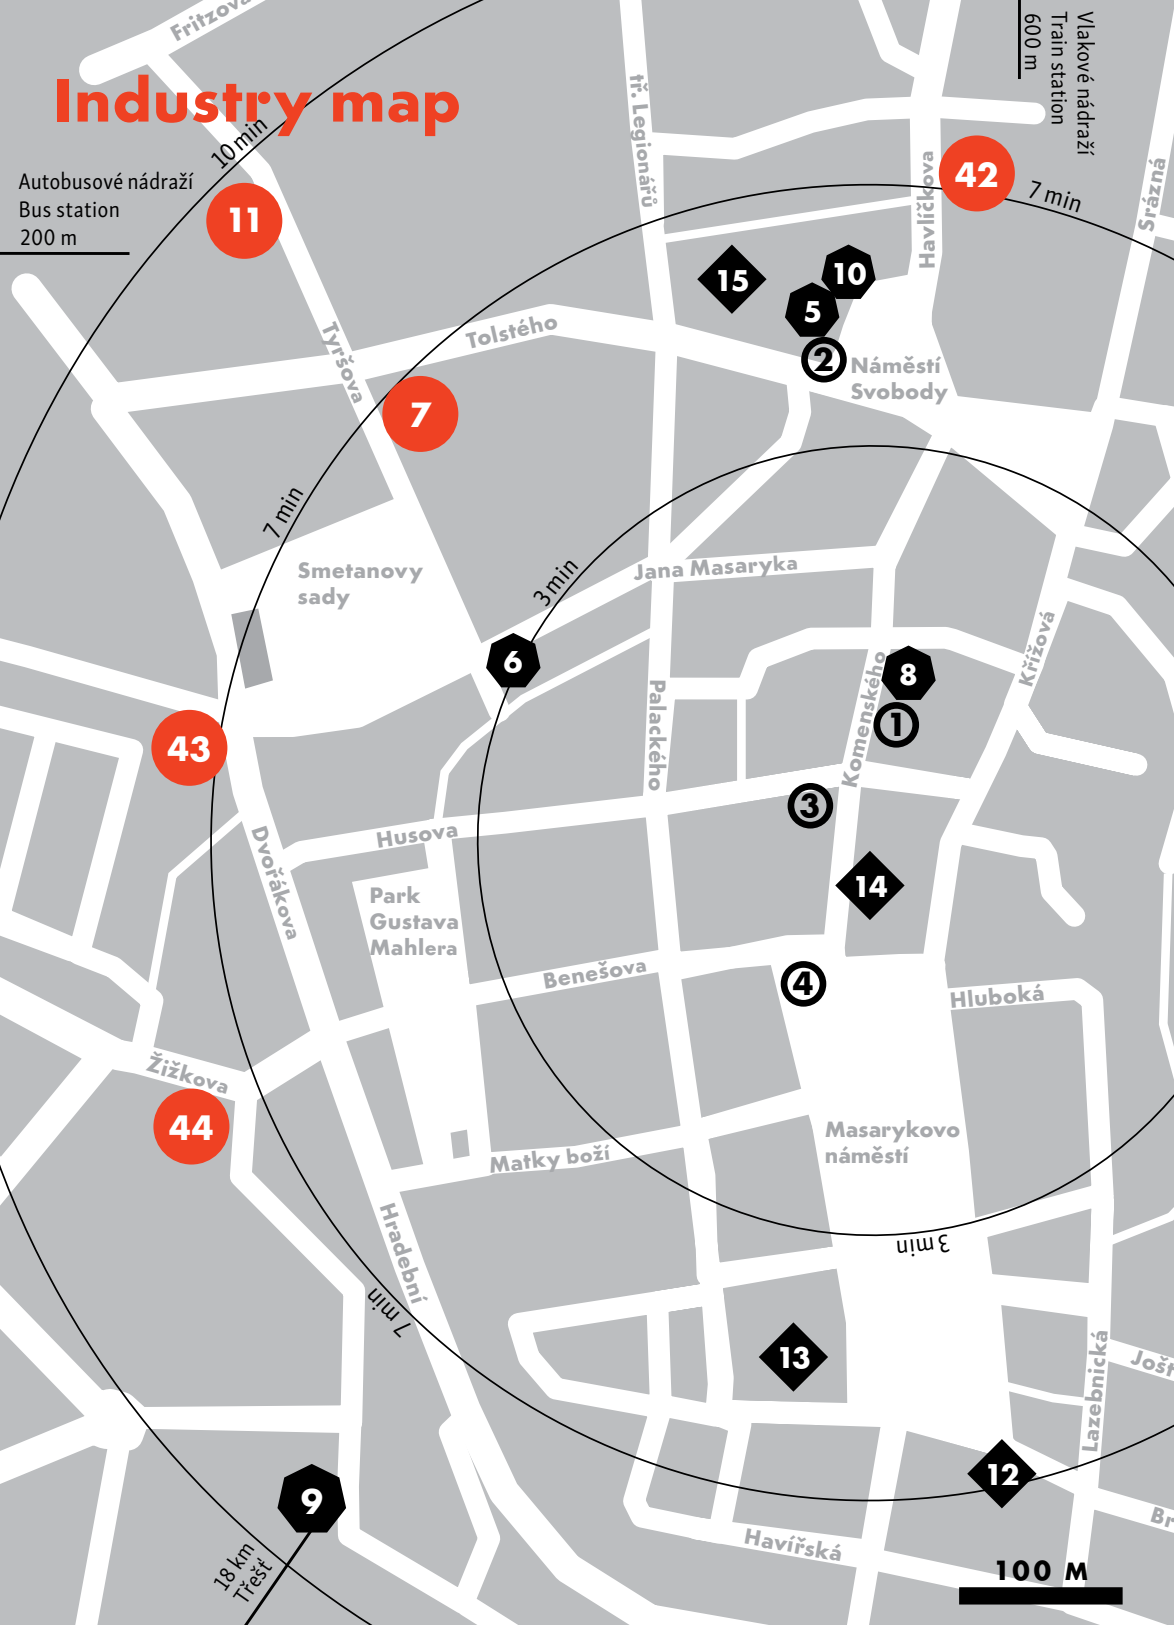 Fritzova
Industry map
10 min
Autobusové nádraží
Bus station
200 m
Vlakové nádraží
Train station
600 m
tř. Legionářů
Havlíčkova
42
7 min
Srázná
11
15
10
5
2
Náměstí
Svobody
Tolstého
Tyršova
7
7 min
Smetanovy
sady
3 min
Jana Masaryka
6
8
1
Křížová
Komenského
Palackého
43
3
Husova
Dvořákova
14
Park
Gustava
Mahlera
Benešova
4
Hluboká
Žižkova
44
Masarykovo
náměstí
Matky boží
Hradební
3 min
7 min
13
Lazebnická
Jošt
12
9
Havířská
Br
18 km
Třešť
100 M